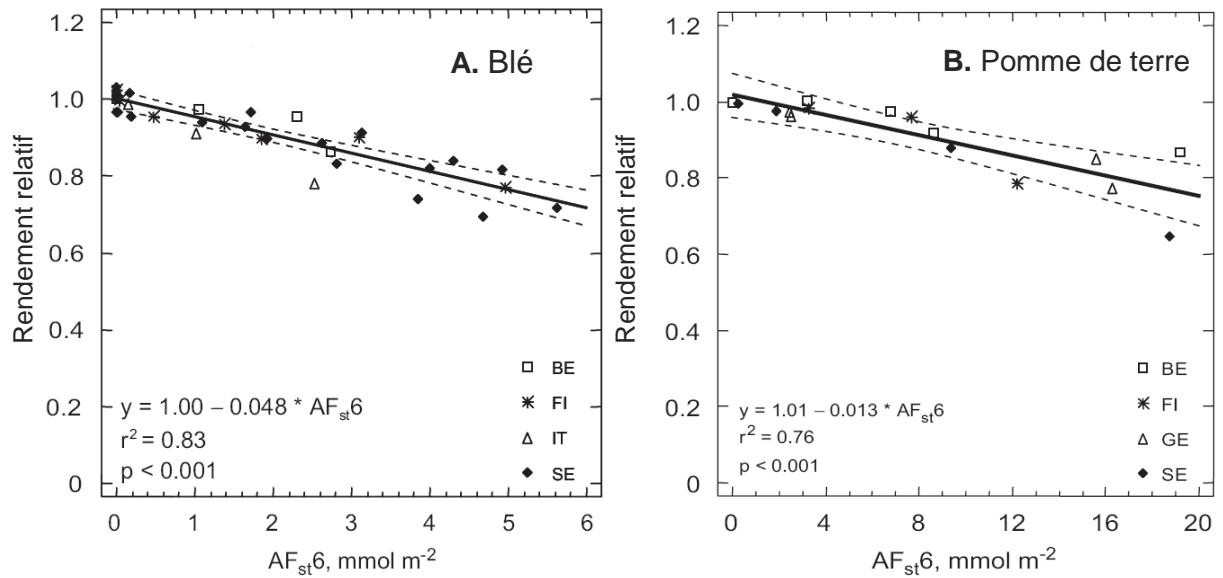 A. Blé
1.2
1.0
0.8
0.6
0.4
0.2
0
Rendement relatif
BE
FI
IT
SE
y = 1.00 – 0.048 * AFst6
r2 = 0.83
p < 0.001
0 1 2 3 4 5 6
AFst6, mmol m-2
B. Pomme de terre
1.2
1.0
0.8
0.6
0.4
0.2
0
Rendement relatif
BE
FI
GE
SE
y = 1.01 – 0.013 * AFst6
r2 = 0.76
p < 0.001
0 4 8 12 16 20
AFst6, mmol m-2